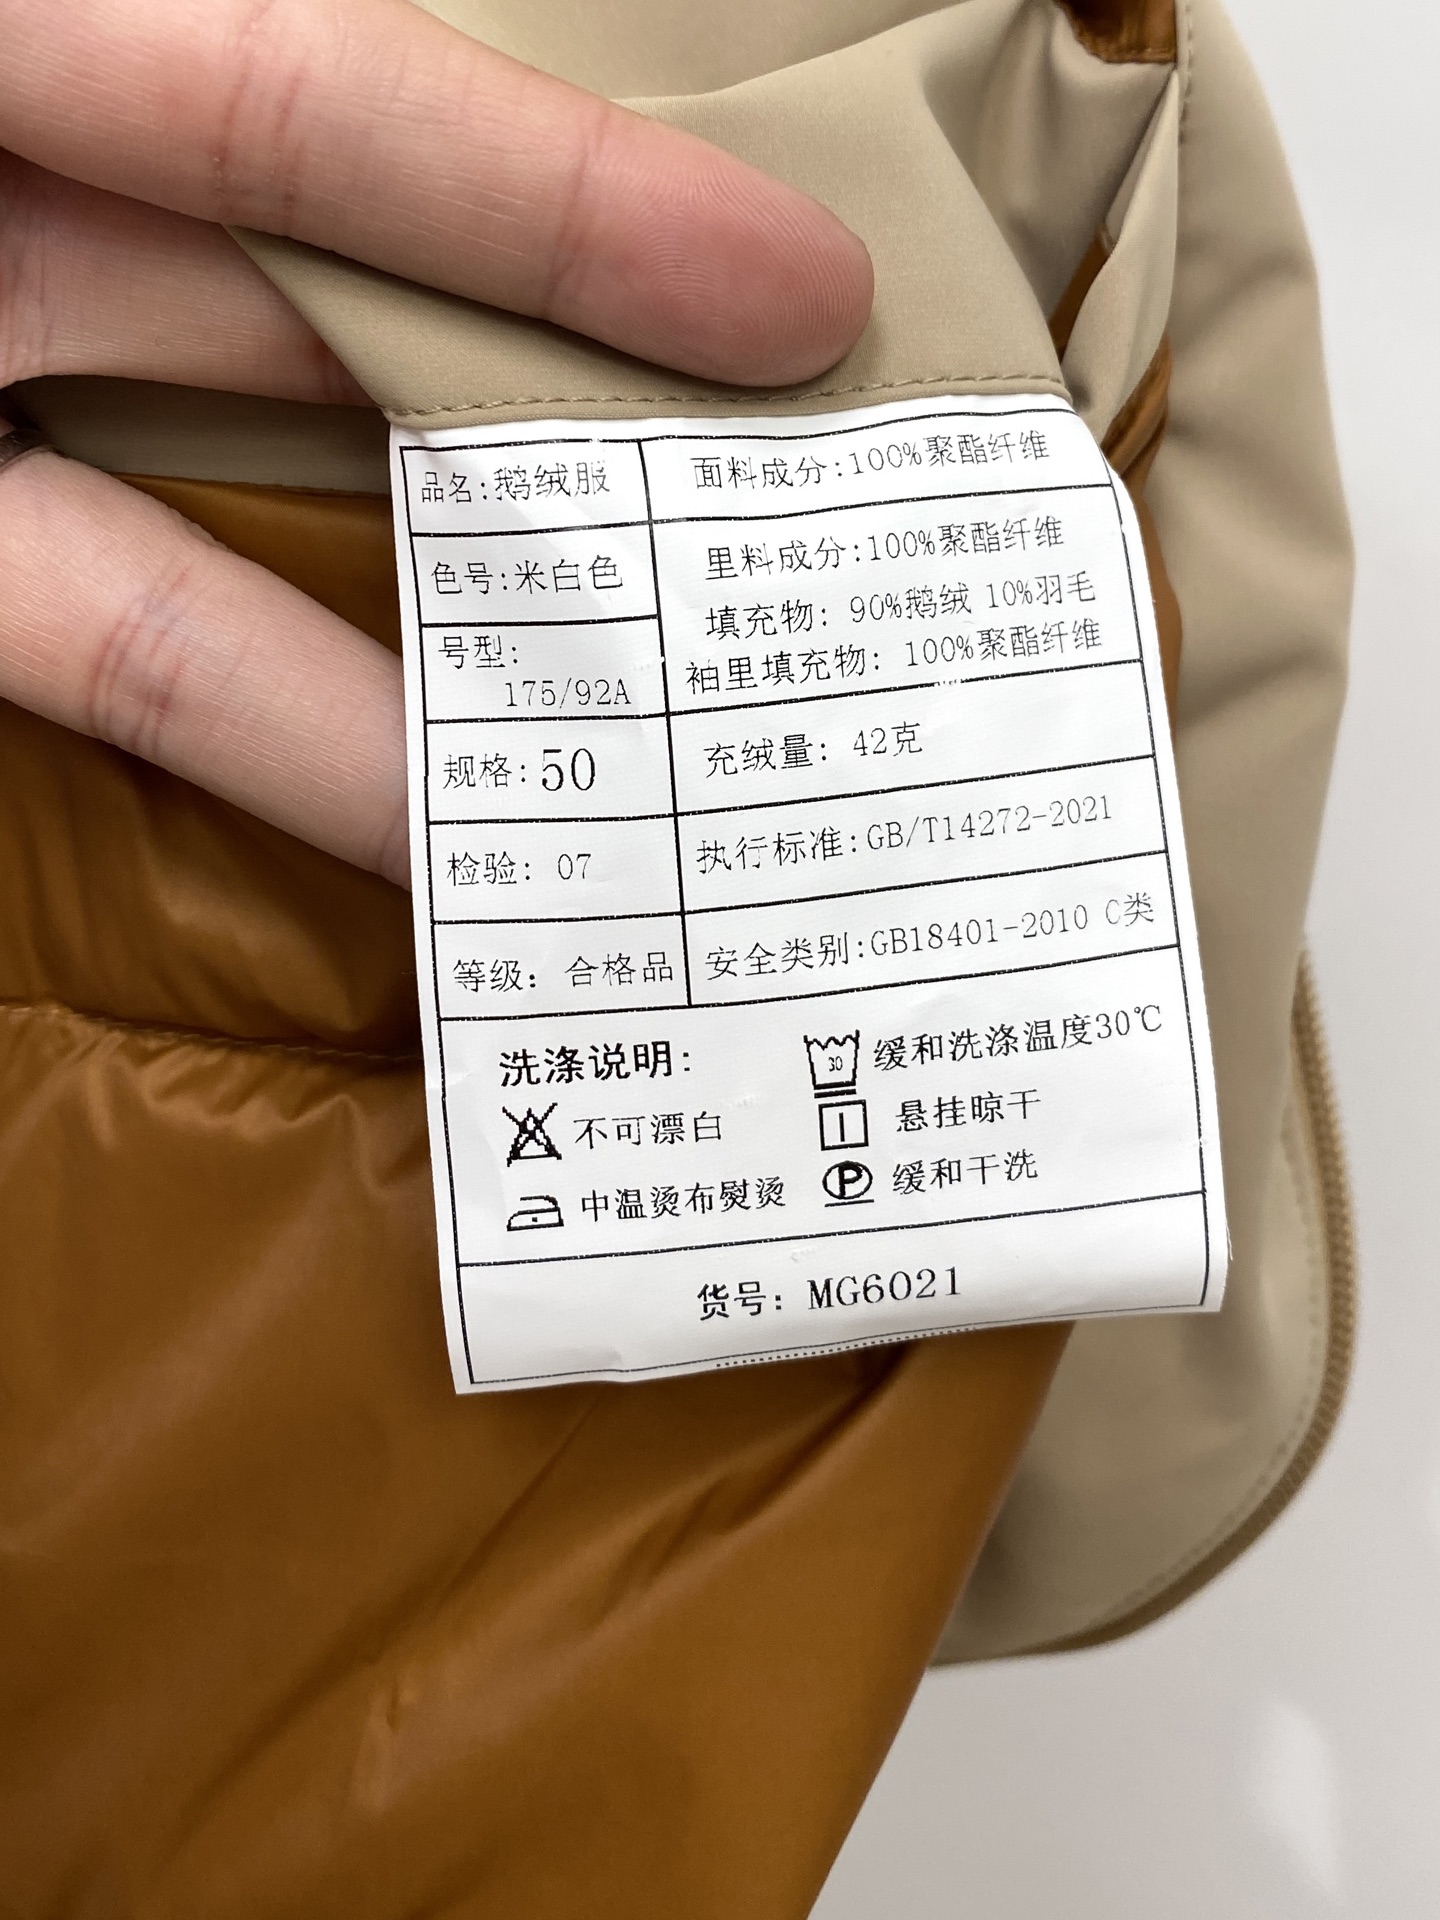 品名:鹅绒服
面料成分:100%聚酯纤维
色号:米白色
里料成分:100%聚酯纤维
填充物: 90%鹅绒 10%羽毛
袖里填充物: 100%聚酯纤维
号型:
175/92A
规格:50
充绒量: 42克
检验: 07
执行标准:GB/T14272-2021
等级: 合格品
安全类别:GB18401-2010 C类
洗涤说明:
30
缓和洗涤温度30℃
不可漂白
悬挂晾干
中温烫布熨烫
P
缓和干洗
货号: MG6021